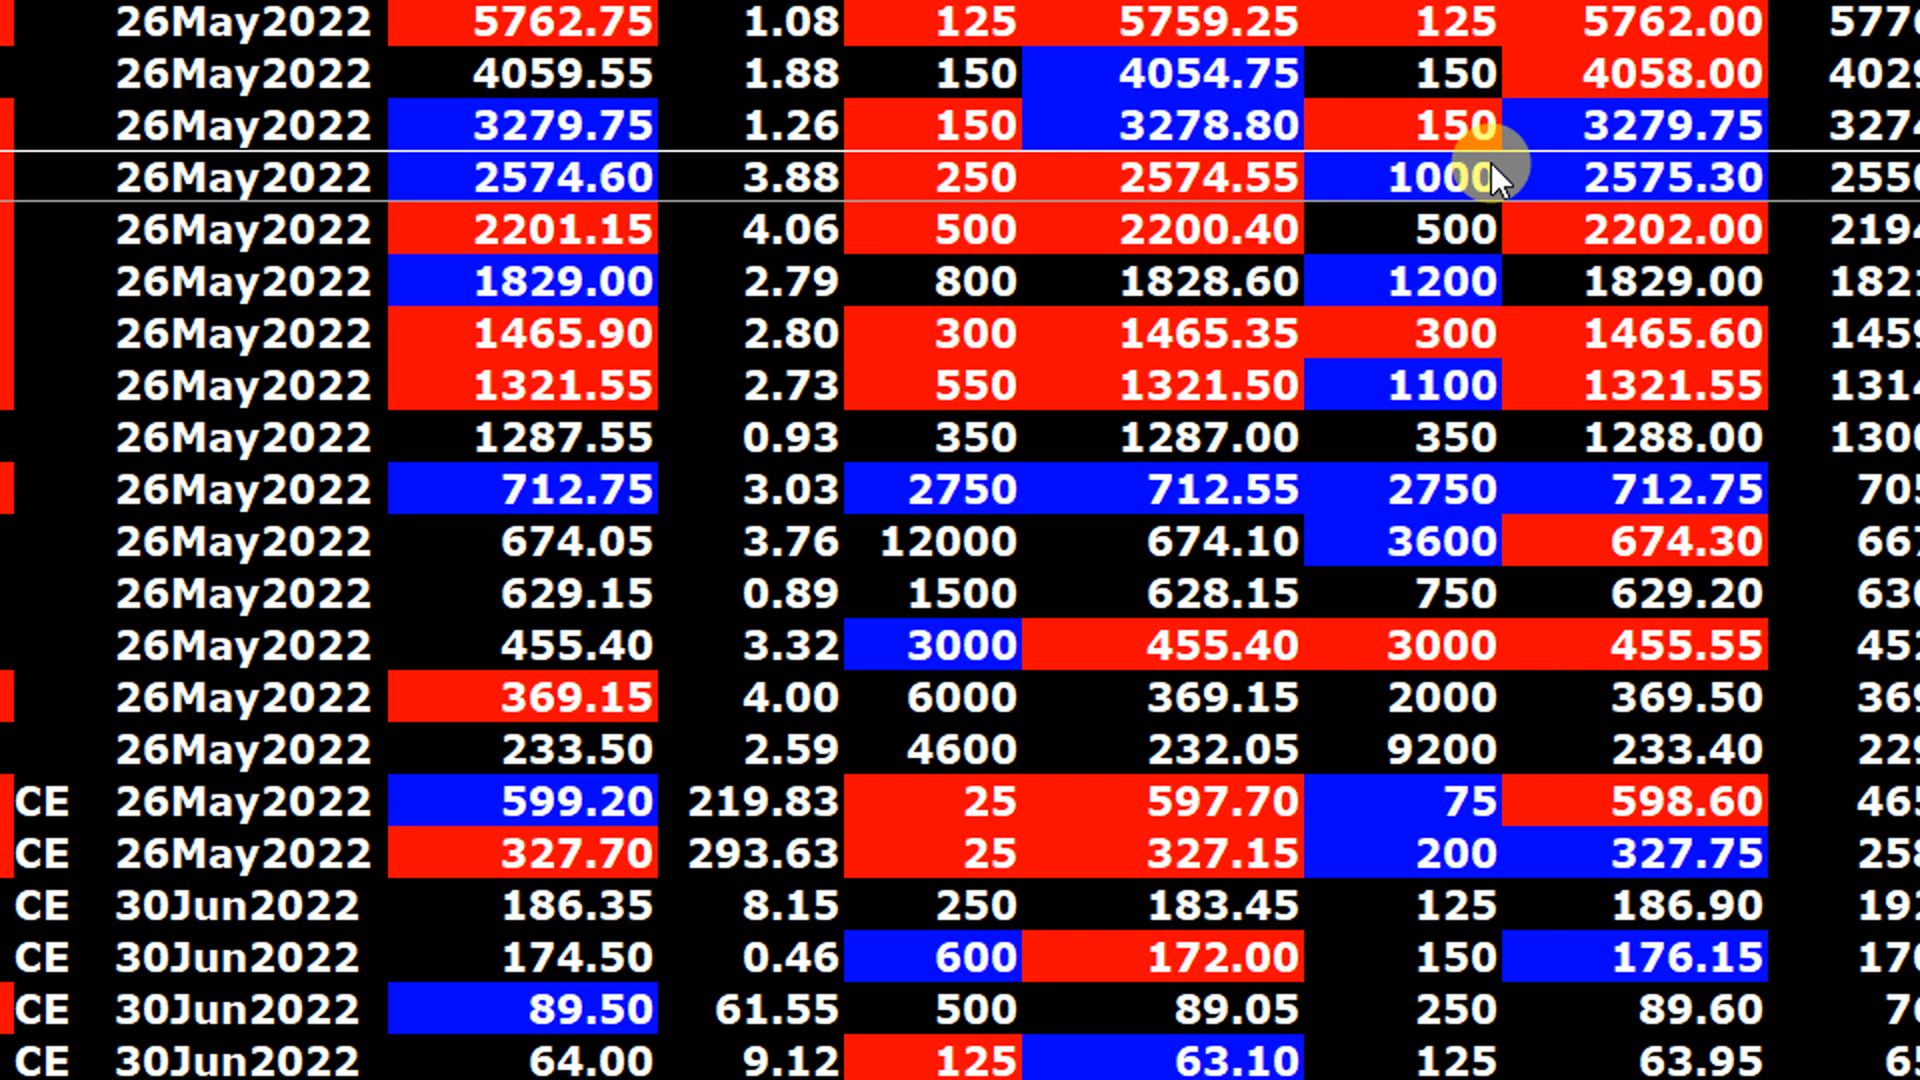 26May2022 5762.75 1.08 125 5759.25 125 5762.00
26May2022 4059.55 1.88 150 4054.75 150 4058.00
26May2022 3279.75 1.26 150 3278.80 150 3279.75
26May2022 2574.60 3.88 250 2574.55 1000 2575.30
26May2022 2201.15 4.06 500 2200.40 500 2202.00
26May2022 1829.00 2.79 800 1828.60 1200 1829.00
26May2022 1465.90 2.80 300 1465.35 300 1465.60
26May2022 1321.55 2.73 550 1321.50 1100 1321.55
26May2022 1287.55 0.93 350 1287.00 350 1288.00
26May2022 712.75 3.03 2750 712.55 2750 712.75
26May2022 674.05 3.76 12000 674.10 3600 674.30
26May2022 629.15 0.89 1500 628.15 750 629.20
26May2022 455.40 3.32 3000 455.40 3000 455.55
26May2022 369.15 4.00 6000 369.15 2000 369.50
26May2022 233.50 2.59 4600 232.05 9200 233.40
CE 26May2022 599.20 219.83 25 597.70 75 598.60
CE 26May2022 327.70 293.63 25 327.15 200 327.75
CE 30Jun2022 186.35 8.15 250 183.45 125 186.90
CE 30Jun2022 174.50 0.46 600 172.00 150 176.15
CE 30Jun2022 89.50 61.55 500 89.05 250 89.60
CE 30Jun2022 64.00 9.12 125 63.10 125 63.95